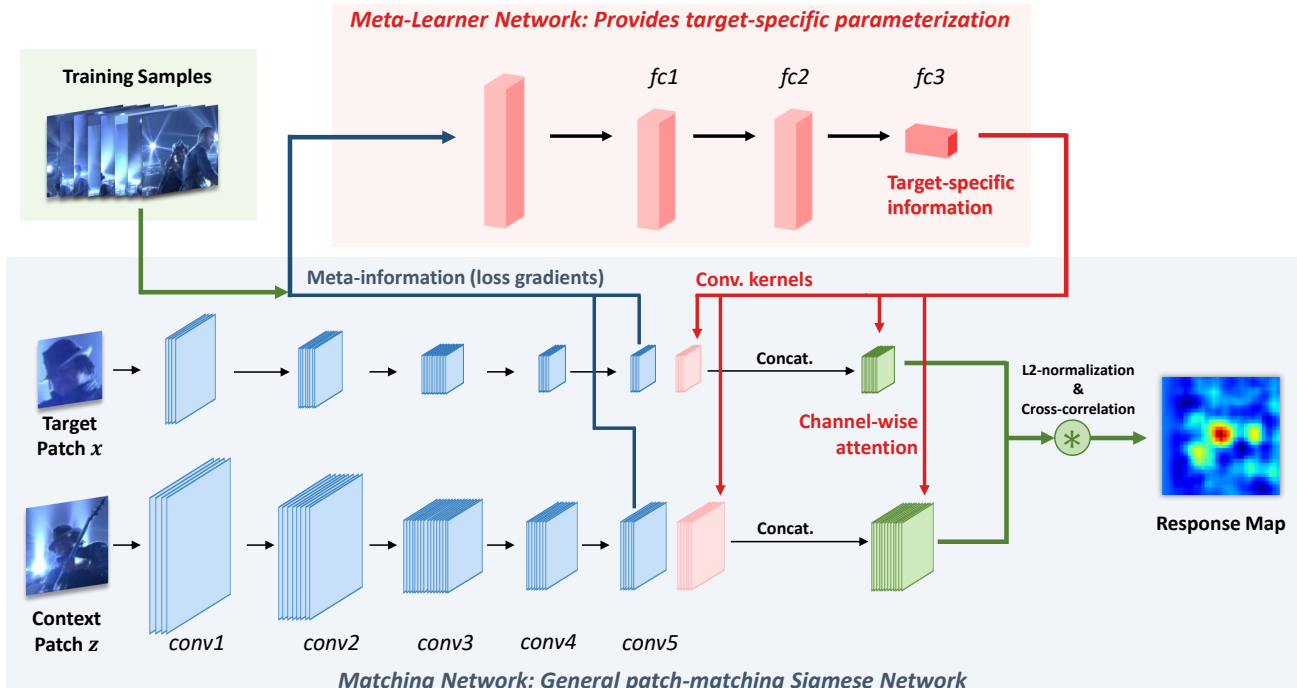 Meta-Learner Network: Provides target-specific parameterization
Training Samples
fc1
fc2
fc3
Target-specific
information
Meta-information (loss gradients)
Conv. kernels
Concat.
L2-normalization
&
Cross-correlation
Target
Patch x
Channel-wise
attention
*
Concat.
Response Map
Context
Patch z
conv1
conv2
conv3
conv4
conv5
Matching Network: General patch-matching Siamese Network